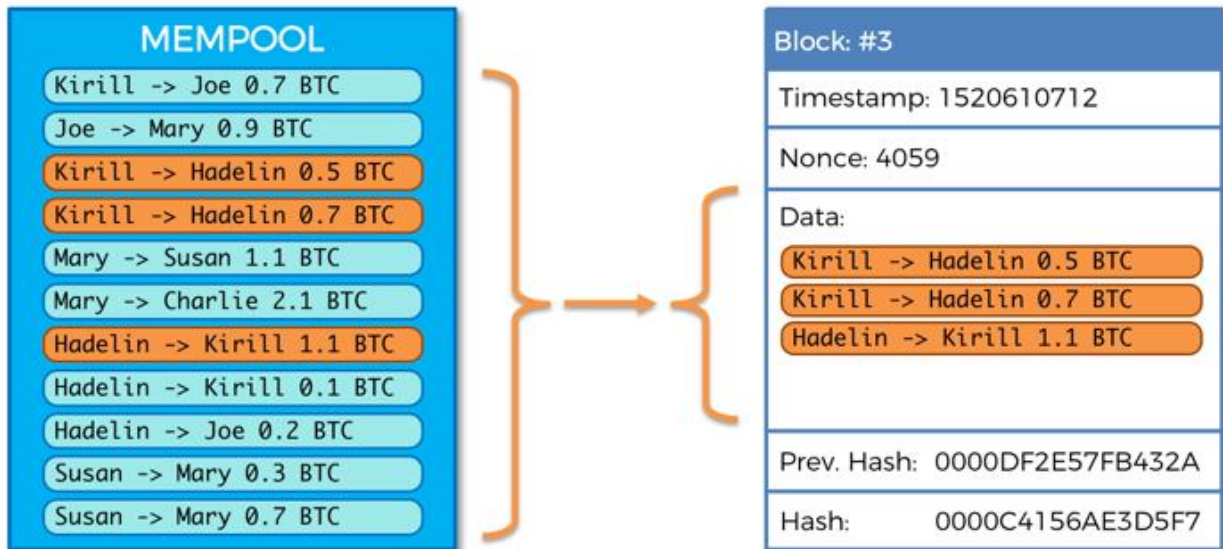 MEMPOOL
Kirill -> Joe 0.7 BTC
Joe -> Mary 0.9 BTC
Kirill -> Hadelin 0.5 BTC
Kirill -> Hadelin 0.7 BTC
Mary -> Susan 1.1 BTC
Mary -> Charlie 2.1 BTC
Hadelin -> Kirill 1.1 BTC
Hadelin -> Kirill 0.1 BTC
Hadelin -> Joe 0.2 BTC
Susan -> Mary 0.3 BTC
Susan -> Mary 0.7 BTC
Block: #3
Timestamp: 1520610712
Nonce: 4059
Data:
Kirill -> Hadelin 0.5 BTC
Kirill -> Hadelin 0.7 BTC
Hadelin -> Kirill 1.1 BTC
Prev. Hash: 0000DF2E57FB432A
Hash: 0000C4156AE3D5F7